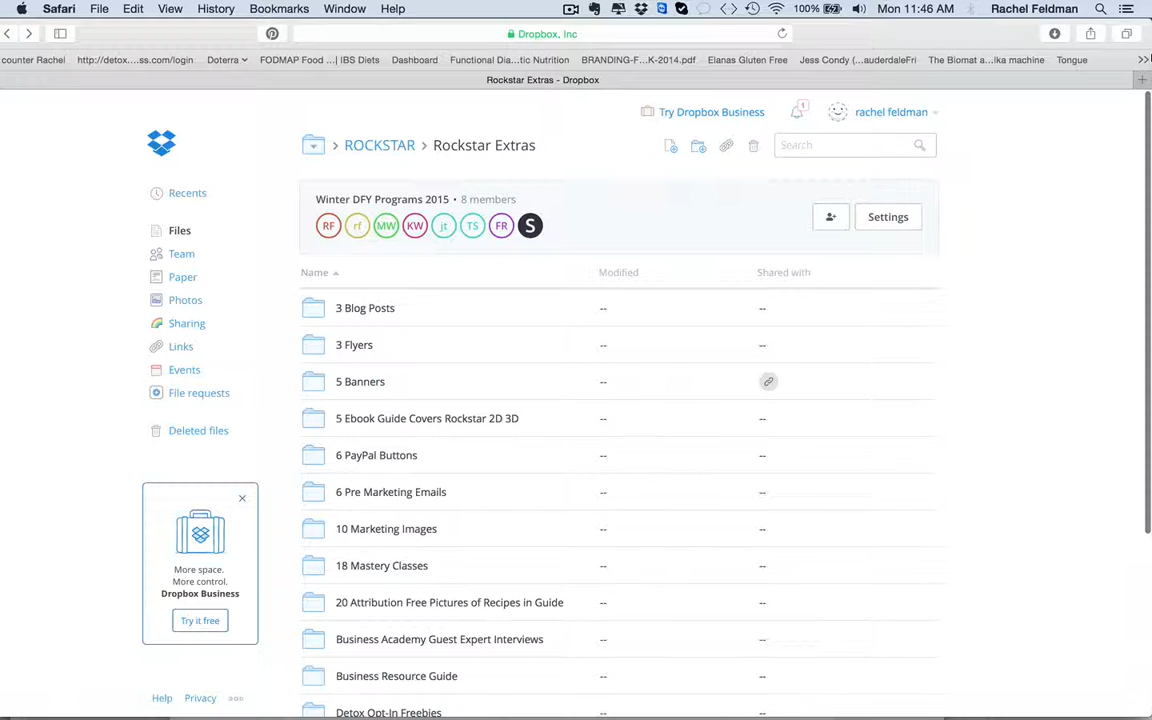 Safari File Edit View History Bookmarks Window Help 100% Mon 11:46 AM Rachel Feldman
Dropbox, Inc
counter Rachel http://detox....ss.com/login Doterra FODMAP Food ...| IBS Diets Dashboard Functional Dia...tic Nutrition BRANDING-F...K-2014.pdf Elanas Gluten Free Jess Condy (...auderdaleFri The Biomat a...lka machine Tongue
Rockstar Extras - Dropbox
Try Dropbox Business 1 rachel feldman
ROCKSTAR > Rockstar Extras Search
Winter DFY Programs 2015 • 8 members
RF rf MW KW jt TS FR S
Settings
Name Modified Shared with
Recents
Files
Team
Paper
Photos
Sharing
Links
Events
File requests
Deleted files
3 Blog Posts -- --
3 Flyers -- --
5 Banners --
5 Ebook Guide Covers Rockstar 2D 3D -- --
6 PayPal Buttons -- --
6 Pre Marketing Emails -- --
10 Marketing Images -- --
18 Mastery Classes -- --
20 Attribution Free Pictures of Recipes in Guide -- --
Business Academy Guest Expert Interviews -- --
Business Resource Guide -- --
Detox Opt-In Freebies
More space.
More control.
Dropbox Business
Try it free
Help Privacy